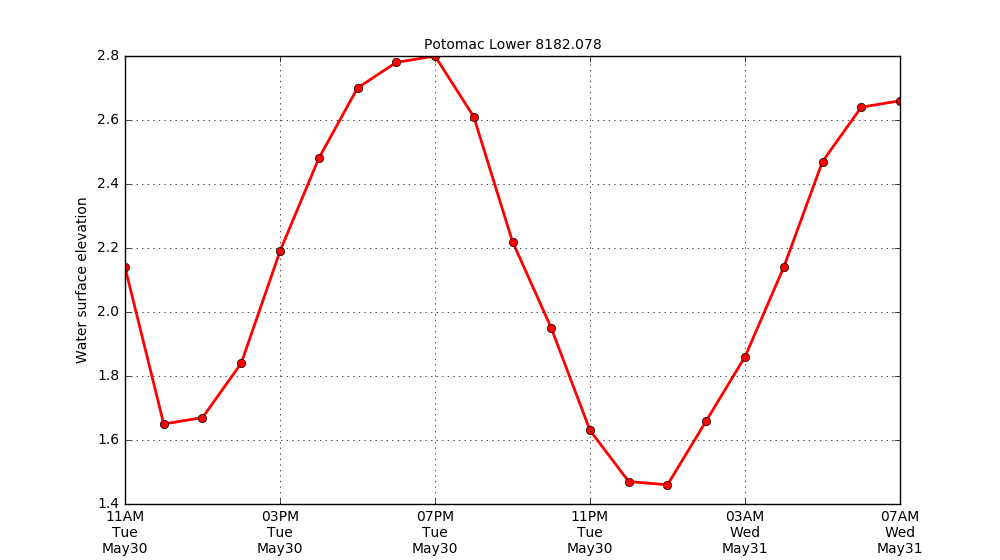 Potomac Lower 8182.078
Water surface elevation
2.8
2.6
2.4
2.2
2.0
1.8
1.6
1.4
11AM 03PM 07PM 11PM 03AM 07AM
Tue Tue Tue Tue Wed Wed
May30 May30 May30 May30 May31 May31